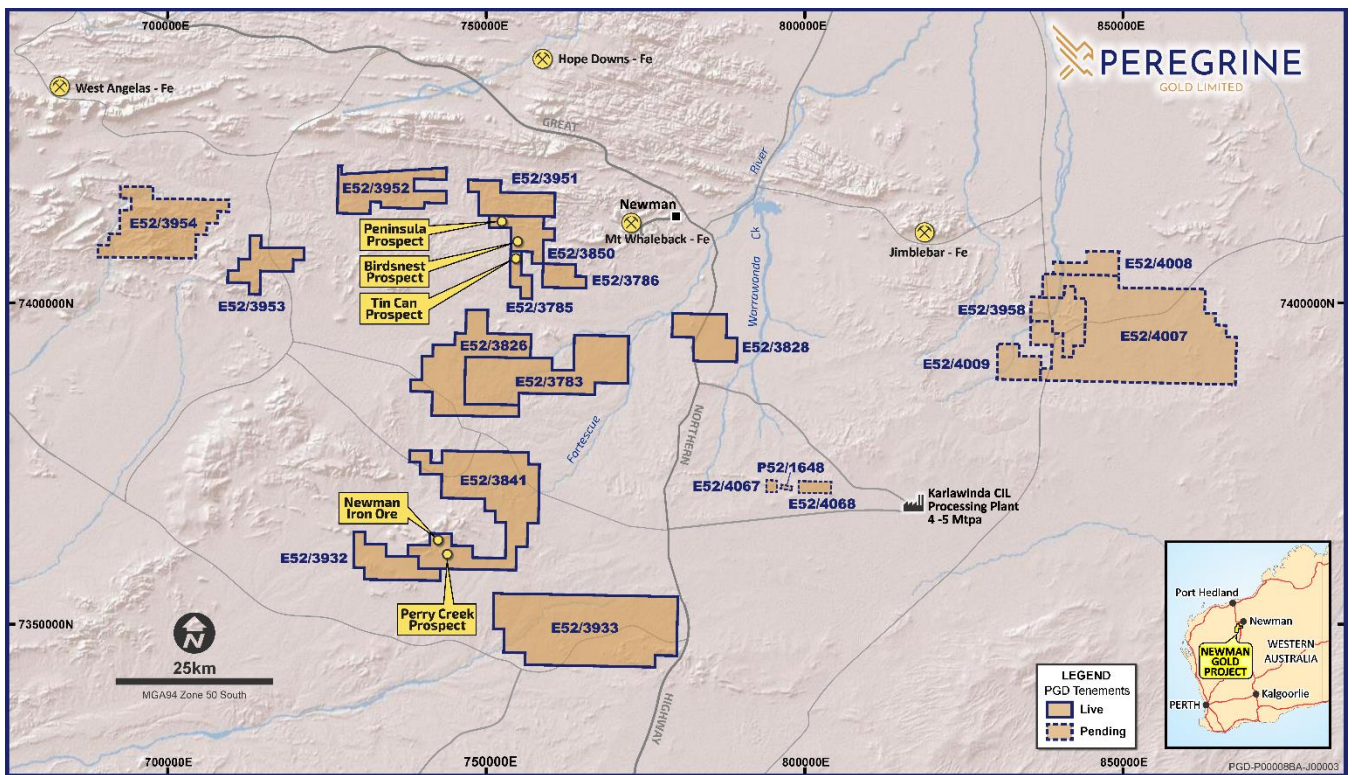 700000E
750000E
800000E
850000E
PEREGRINE
GOLD LIMITED
Hope Downs - Fe
West Angelas - Fe
GREAT
River
E52/3952
E52/3951
E52/3954
Newman
Mt Whaleback - Fe
Peninsula
Prospect
Birdsnest
Prospect
Tin Can
Prospect
E52/3850
E52/3786
E52/3785
E52/3953
Warrawanda Ck
Jimblebar - Fe
E52/4008
7400000N
7400000N
E52/3958
E52/4007
E52/4009
E52/3826
E52/3828
E52/3783
Fortescue
NORTHERN
E52/3841
P52/1648
E52/4067
E52/4068
Karlawinda CIL
Processing Plant
4 -5 Mtpa
Newman
Iron Ore
E52/3932
Perry Creek
Prospect
7350000N
E52/3933
HIGHWAY
N
25km
MGA94 Zone 50 South
LEGEND
PGD Tenements
Live
Pending
Port Hedland
Newman
NEWMAN
GOLD
PROJECT
WESTERN
AUSTRALIA
Kalgoorlie
PERTH
700000E
750000E
800000E
850000E
PGD-P00008BA-J00003